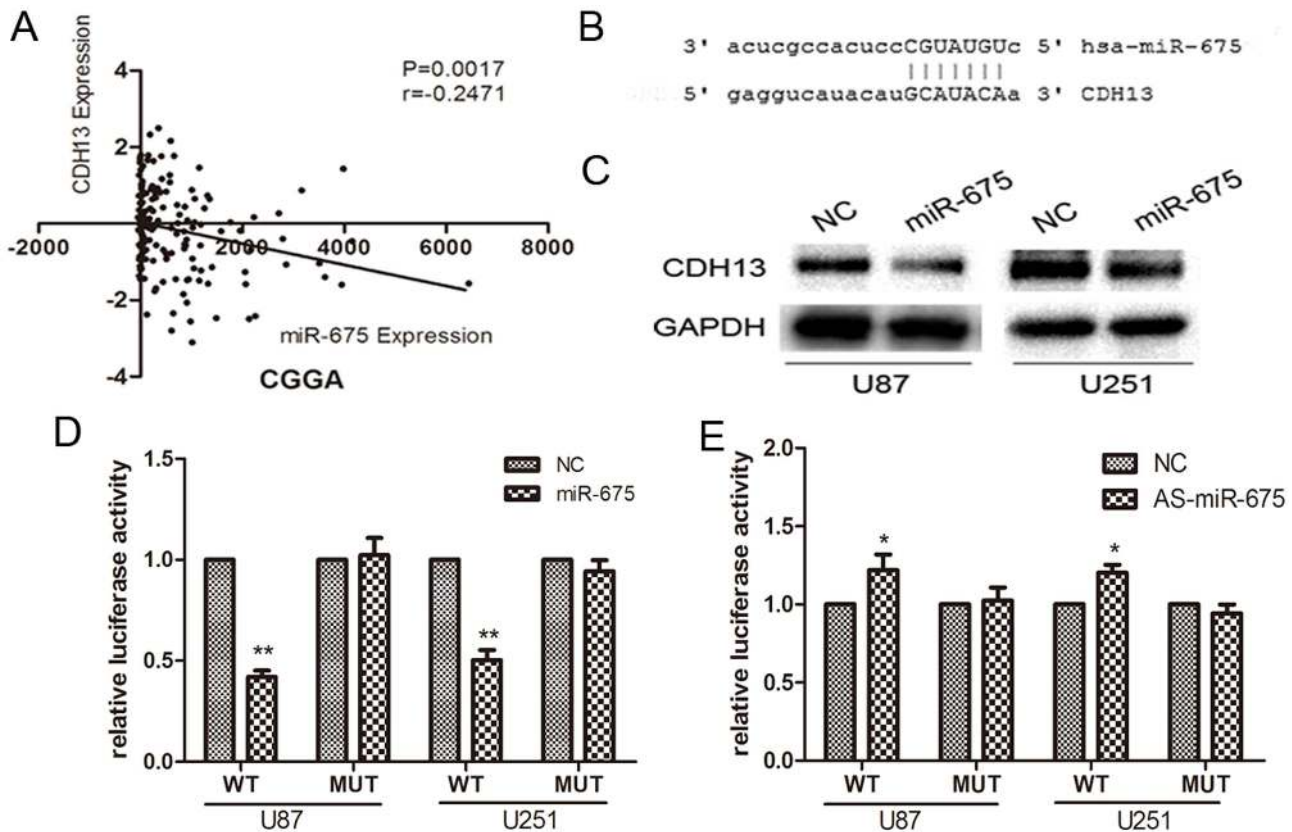 A
CDH13 Expression
P=0.0017
r=-0.2471
4
2
-2000
2000
4000
6000
8000
-2
-4
miR-675 Expression
CGGA
B
3' acucgccacucccCGUAUGUc 5' hsa-miR-675
5' gaggucauacauGCAUACAa 3' CDH13
C
NC miR-675 NC miR-675
CDH13
GAPDH
U87 U251
D
relative luciferase activity
1.5
1.0
0.5
0.0
NC
miR-675
** **
WT MUT WT MUT
U87 U251
E
relative luciferase activity
2.0
1.5
1.0
0.5
0.0
NC
AS-miR-675
* *
WT MUT WT MUT
U87 U251